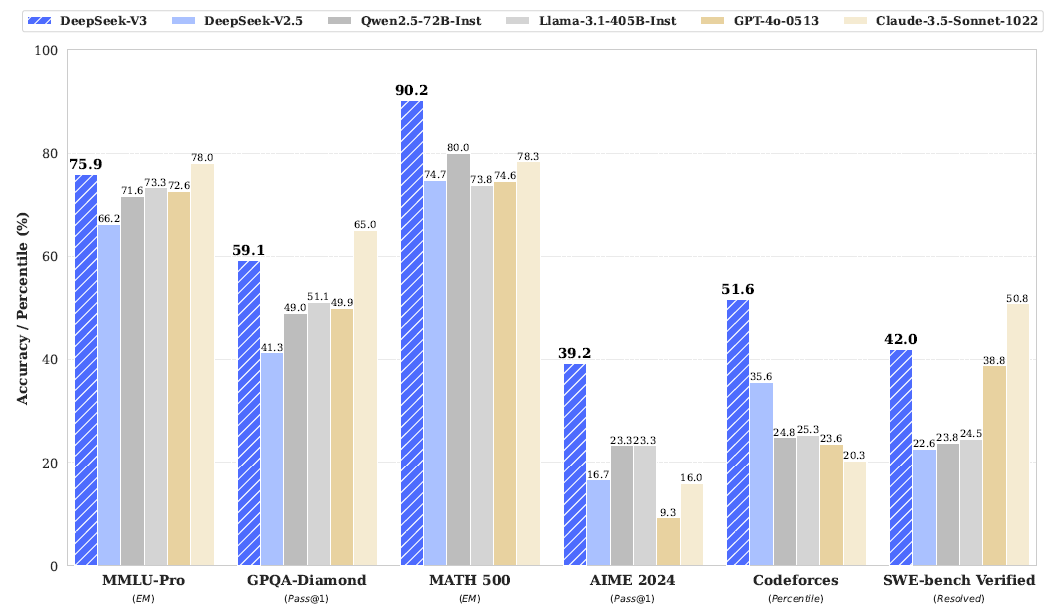 DeepSeek-V3 DeepSeek-V2.5 Qwen2.5-72B-Inst Llama-3.1-405B-Inst GPT-4o-0513 Claude-3.5-Sonnet-1022
Accuracy / Percentile (%)
100
80
60
40
20
0
75.9 66.2 71.6 73.3 72.6 78.0
59.1 41.3 49.0 51.1 49.9 65.0
90.2 74.7 80.0 73.8 74.6 78.3
39.2 16.7 23.3 23.3 9.3 16.0
51.6 35.6 24.8 25.3 23.6 20.3
42.0 22.6 23.8 24.5 38.8 50.8
MMLU-Pro GPQA-Diamond MATH 500 AIME 2024 Codeforces SWE-bench Verified
(EM) (Pass@1) (EM) (Pass@1) (Percentile) (Resolved)